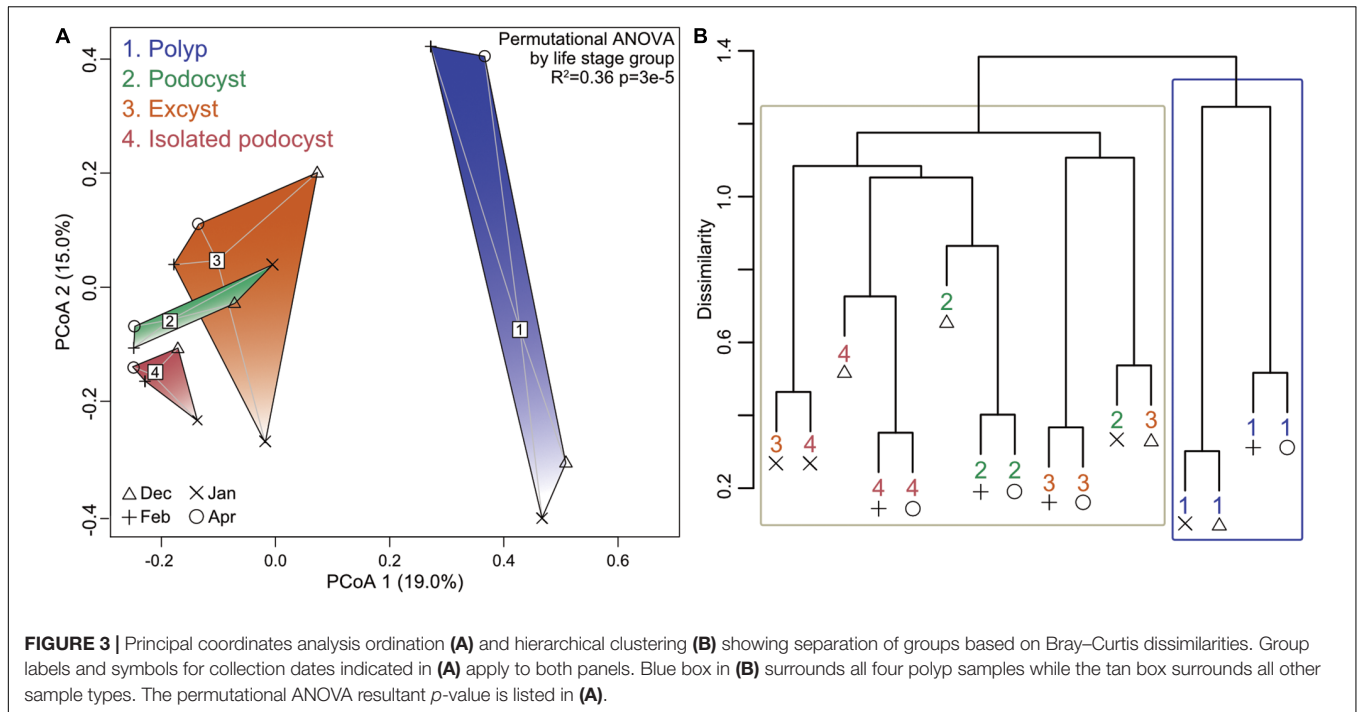 A
1. Polyp
2. Podocyst
3. Excyst
4. Isolated podocyst
Permutational ANOVA
by life stage group
R²=0.36 p=3e-5
0.4
0.2
0.0
-0.2
-0.4
PCoA 2 (15.0%)
1
3
2
4
Dec Jan
Feb Apr
-0.2 0.0 0.2 0.4 0.6
PCoA 1 (19.0%)
B
1.4
1.0
0.6
0.2
Dissimilarity
3 4 4 4 4 2 2 2 3 3 2 3 1 1 1 1
FIGURE 3 | Principal coordinates analysis ordination (A) and hierarchical clustering (B) showing separation of groups based on Bray–Curtis dissimilarities. Group
labels and symbols for collection dates indicated in (A) apply to both panels. Blue box in (B) surrounds all four polyp samples while the tan box surrounds all other
sample types. The permutational ANOVA resultant p-value is listed in (A).